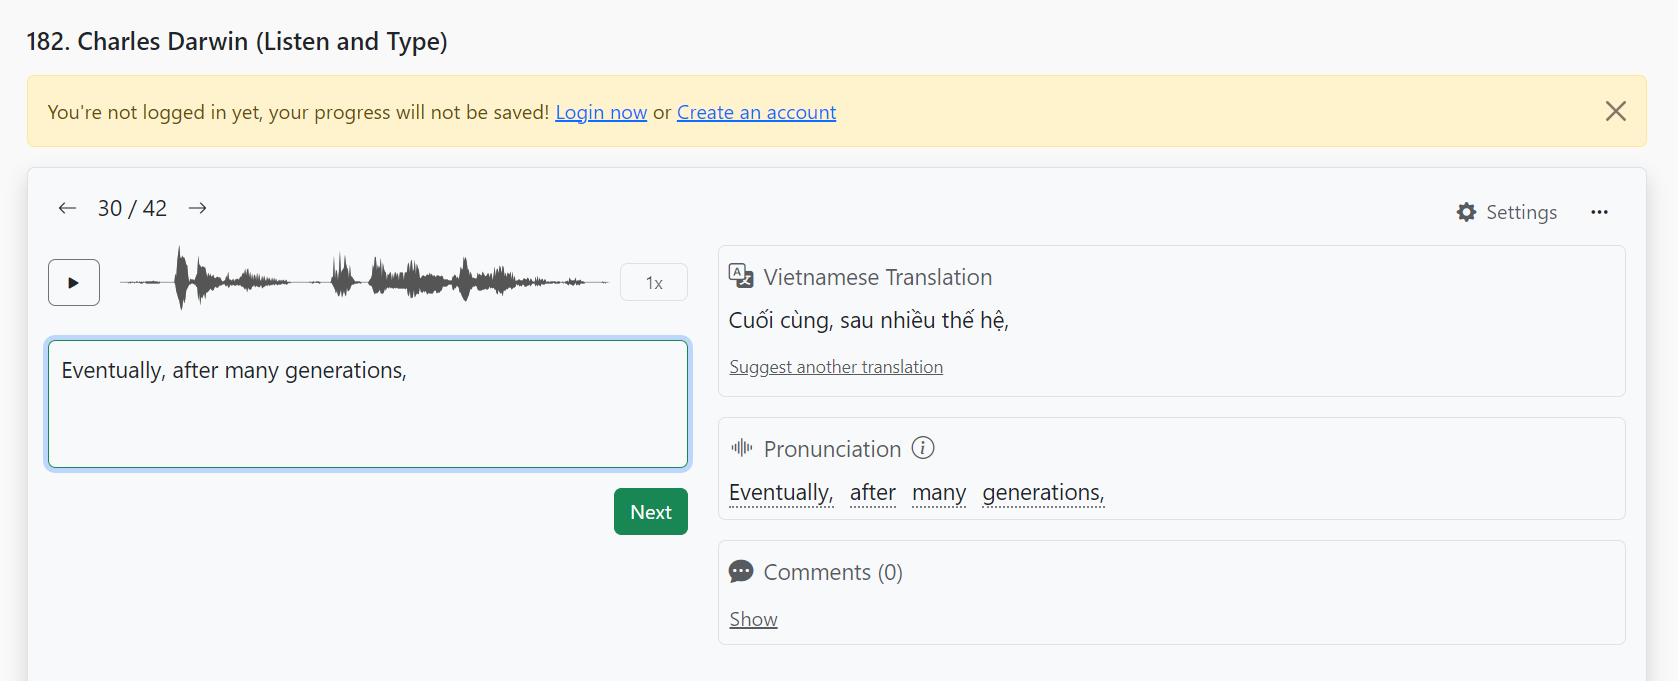 182. Charles Darwin (Listen and Type)
You're not logged in yet, your progress will not be saved! Login now or Create an account
30 / 42
Settings
1x
Eventually, after many generations,
Next
Vietnamese Translation
Cuối cùng, sau nhiều thế hệ,
Suggest another translation
Pronunciation
Eventually, after many generations,
Comments (0)
Show